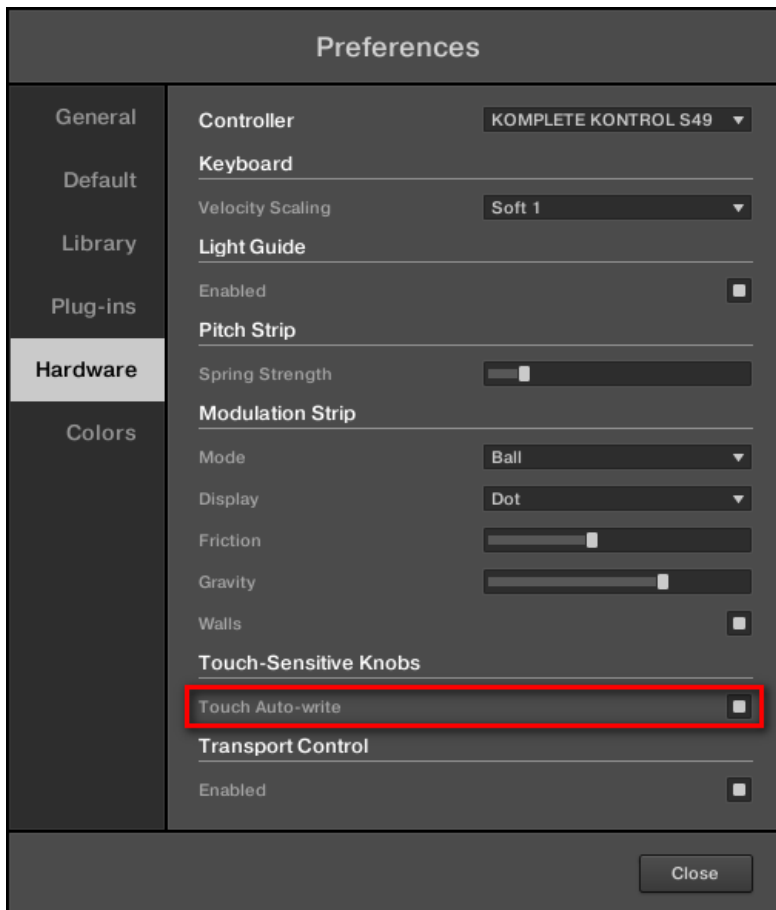 Preferences
General
Default
Library
Plug-ins
Hardware
Colors
Controller KOMPLETE KONTROL S49
Keyboard
Velocity Scaling Soft 1
Light Guide
Enabled
Pitch Strip
Spring Strength
Modulation Strip
Mode Ball
Display Dot
Friction
Gravity
Walls
Touch-Sensitive Knobs
Touch Auto-write
Transport Control
Enabled
Close